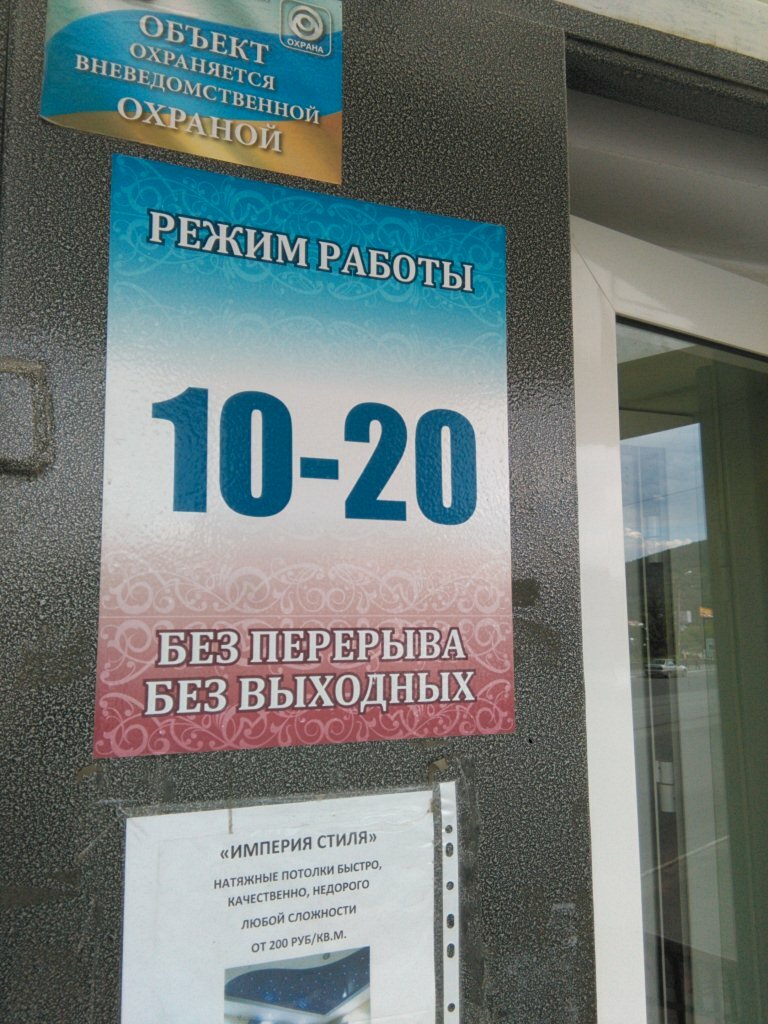 ОХРАНА
ОБЪЕКТ
ОХРАНЯЕТСЯ
ВНЕВЕДОМСТВЕННОЙ
ОХРАНОЙ
РЕЖИМ РАБОТЫ
10-20
БЕЗ ПЕРЕРЫВА
БЕЗ ВЫХОДНЫХ
«ИМПЕРИЯ СТИЛЯ»
НАТЯЖНЫЕ ПОТОЛКИ БЫСТРО,
КАЧЕСТВЕННО, НЕДОРОГО
ЛЮБОЙ СЛОЖНОСТИ
ОТ 200 РУБ/КВ.М.